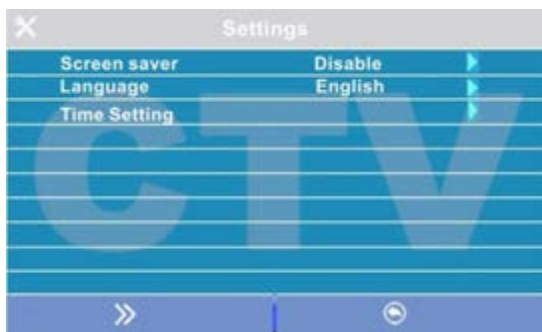 Settings
Screen saver Disable
Language English
Time Setting
CTV